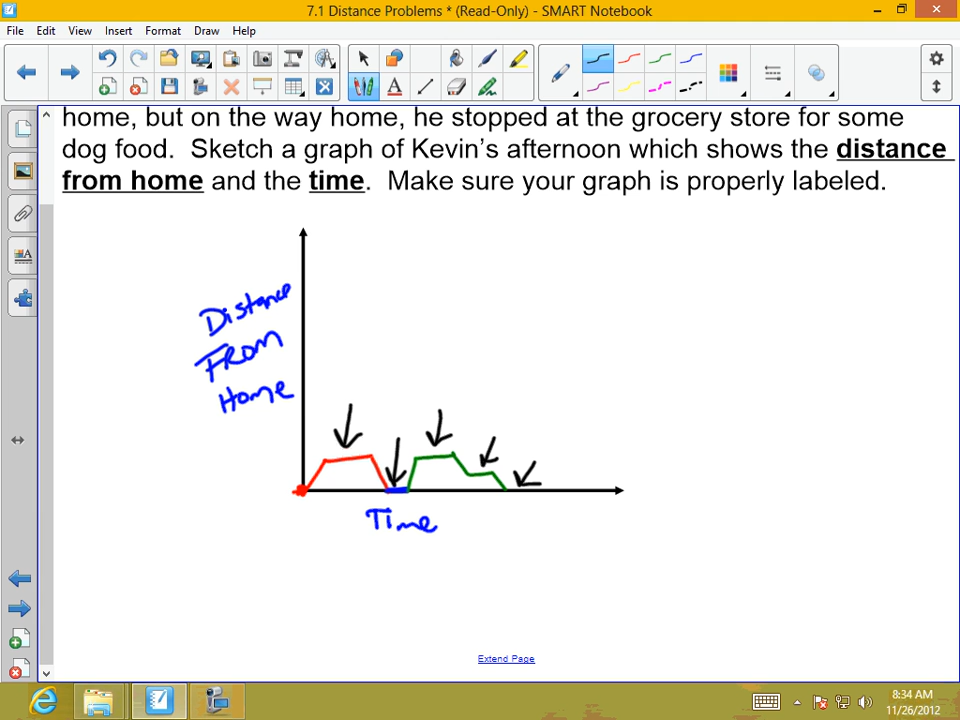 7.1 Distance Problems * (Read-Only) - SMART Notebook
File Edit View Insert Format Draw Help
home, but on the way home, he stopped at the grocery store for some
dog food. Sketch a graph of Kevin's afternoon which shows the distance
from home and the time. Make sure your graph is properly labeled.
Distance
From
Home
Time
Extend Page
8:34 AM
11/26/2012